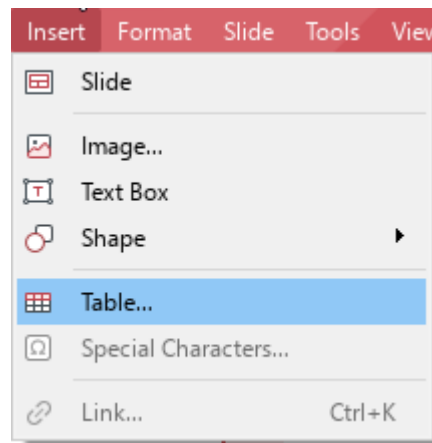 Insert Format Slide Tools View
Slide
Image...
Text Box
Shape
Table...
Special Characters...
Link... Ctrl+K